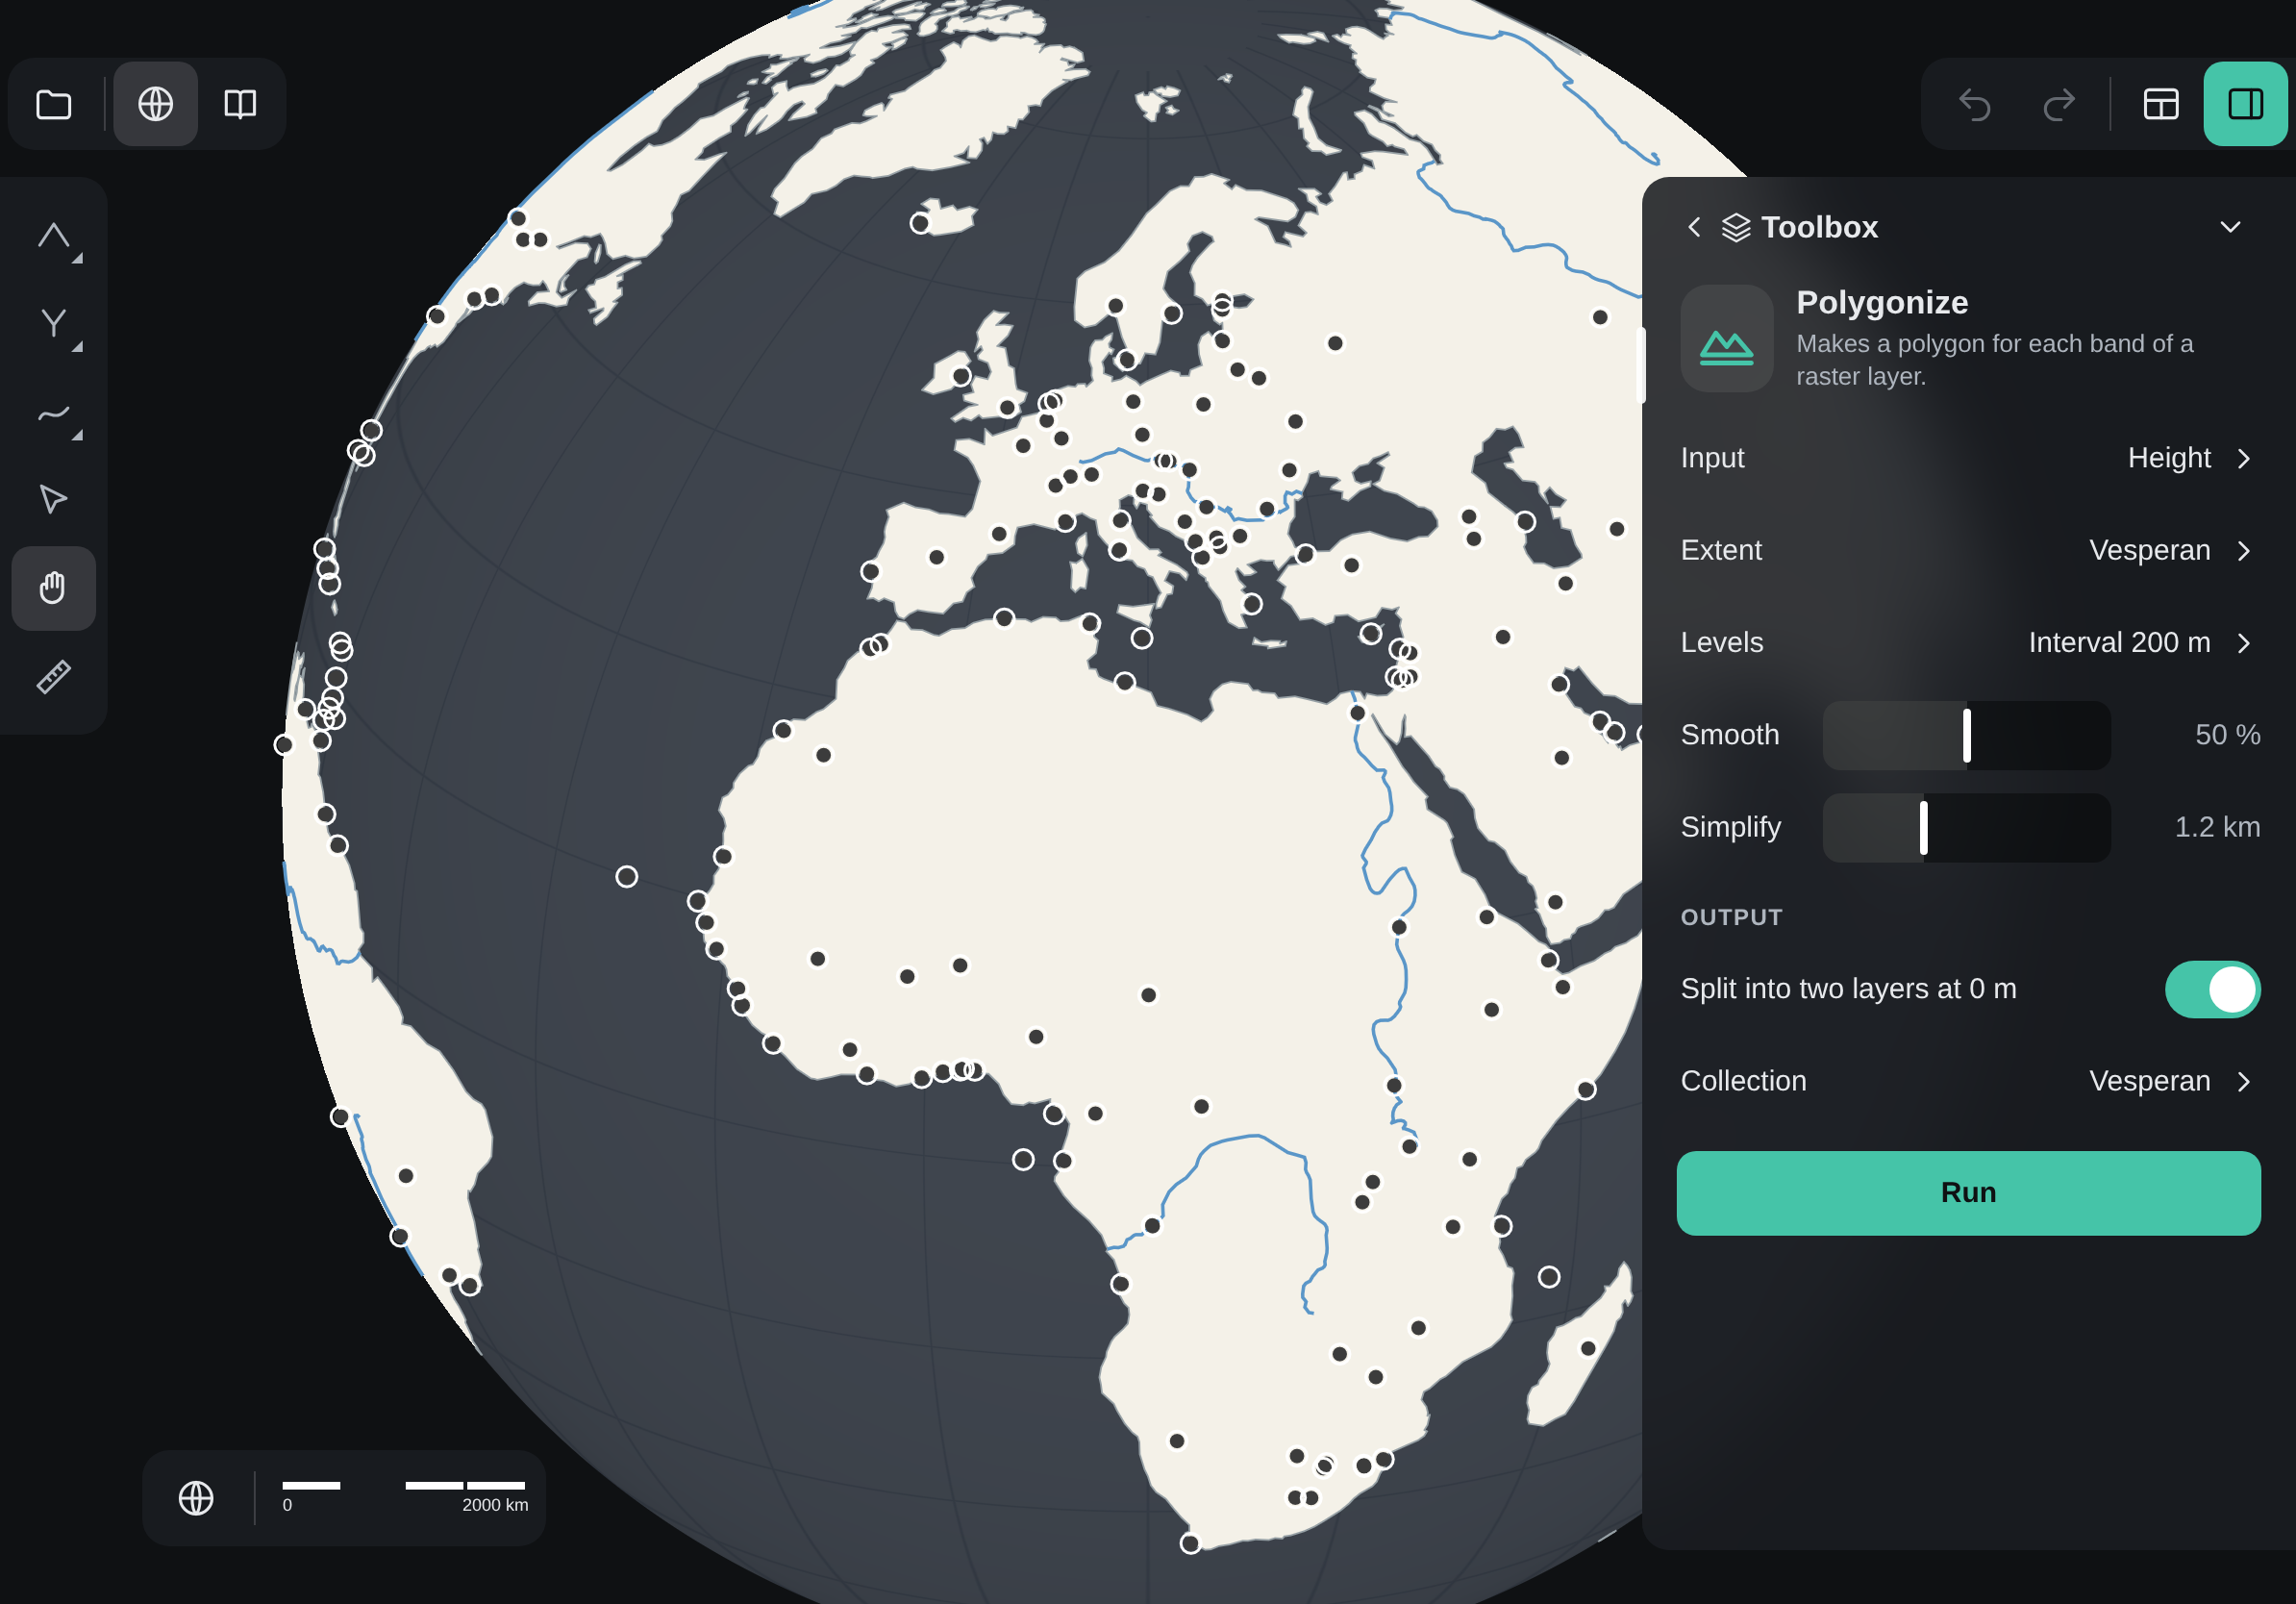 Toolbox
Polygonize
Makes a polygon for each band of a
raster layer.
Input Height
Extent Vesperan
Levels Interval 200 m
Smooth 50 %
Simplify 1.2 km
OUTPUT
Split into two layers at 0 m
Collection Vesperan
Run
0 2000 km